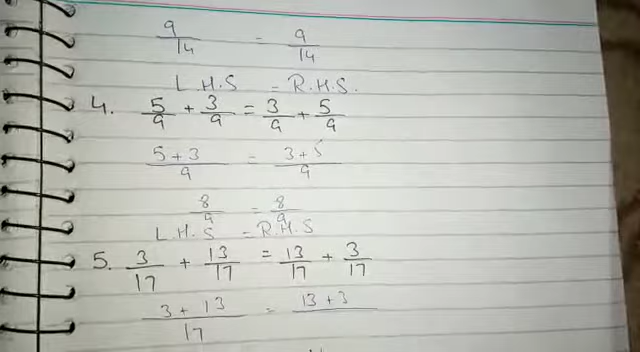 9/14 = 9/14
L.H.S = R.H.S.
4. 5/9 + 3/9 = 3/9 + 5/9
5+3/9 = 3+5/9
8/9 = 8/9
L.H.S = R.H.S
5. 3/17 + 13/17 = 13/17 + 3/17
3+13/17 = 13+3